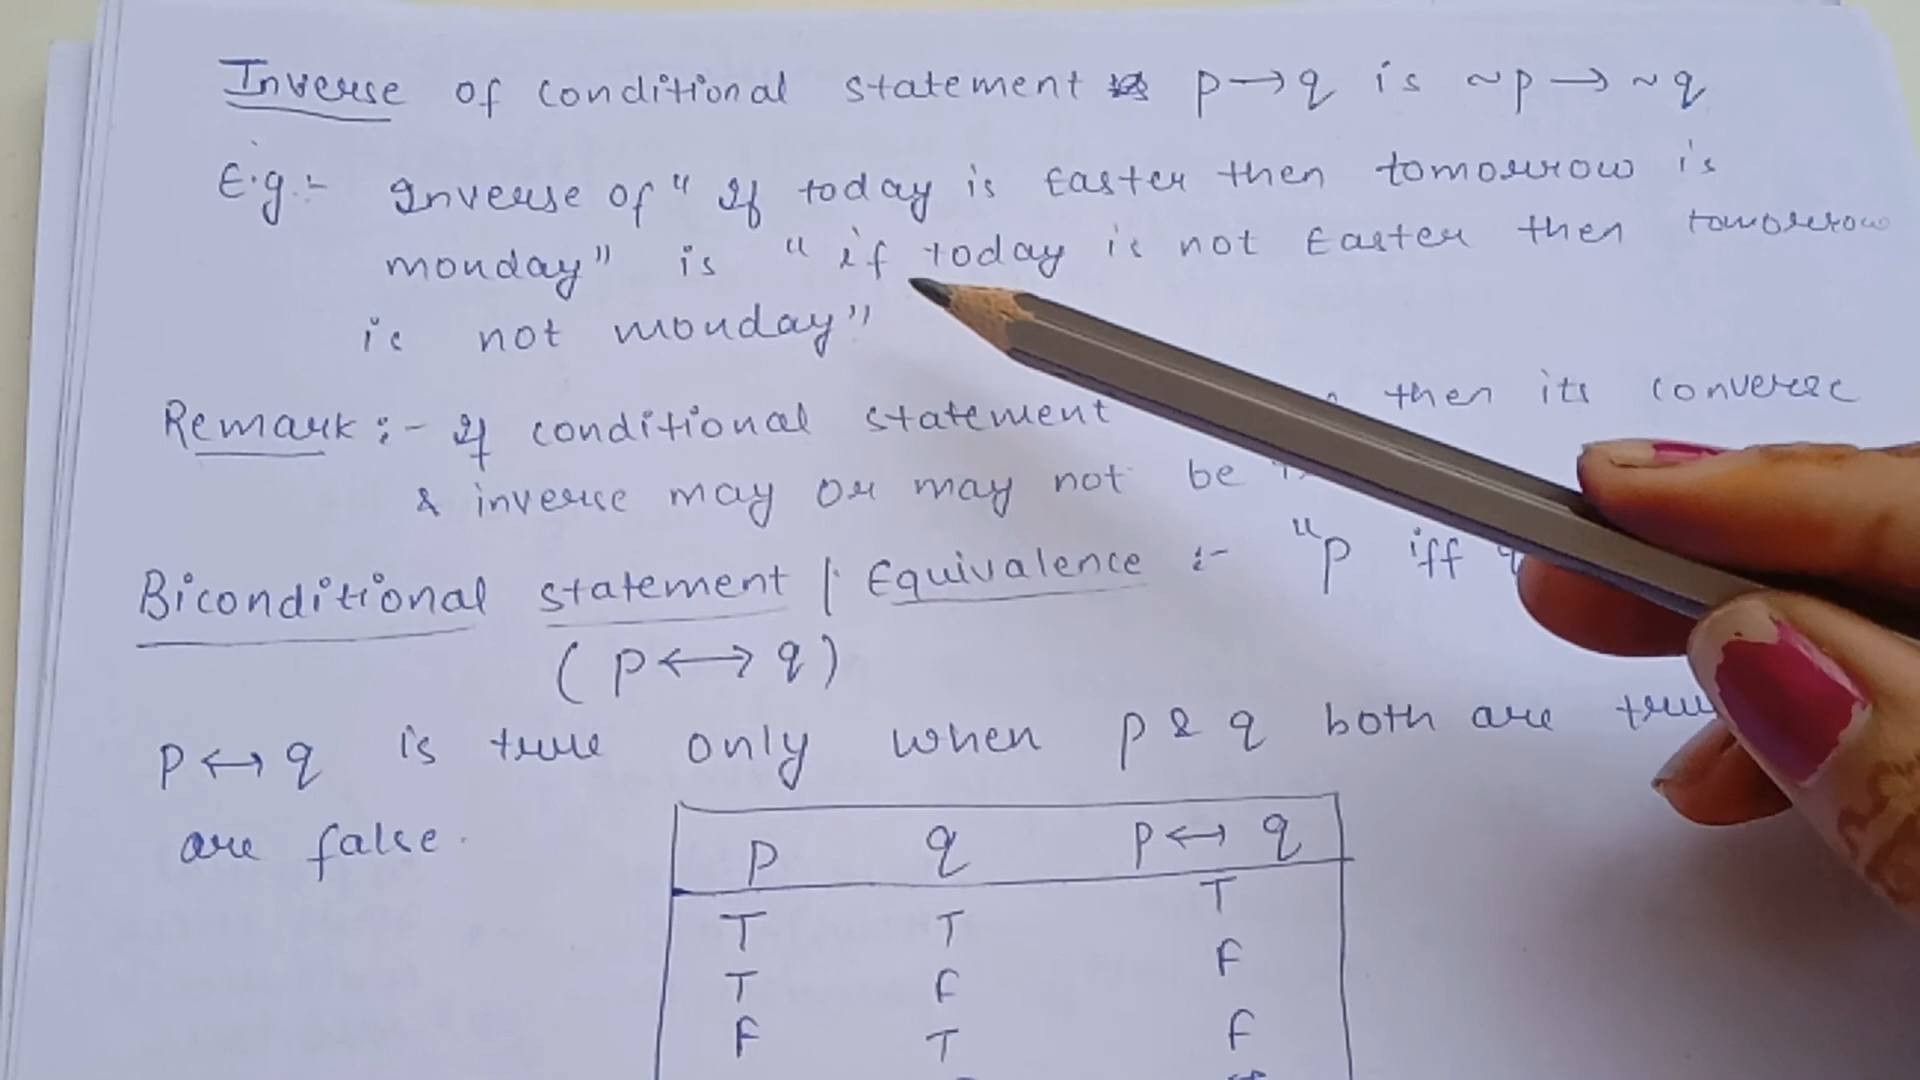 Inverse of conditional statement p → q is ~p → ~q
E.g.:- Inverse of "If today is Easter then tomorrow is
monday" is "if today is not Easter then tomorrow
is not monday"
Remark :- If conditional statement then its converse
& inverse may or may not be
Biconditional statement / Equivalence :- "p iff q
(p ↔ q)
p ↔ q is true only when p & q both are true
are false.
p q p ↔ q
T T T
T F F
F T F